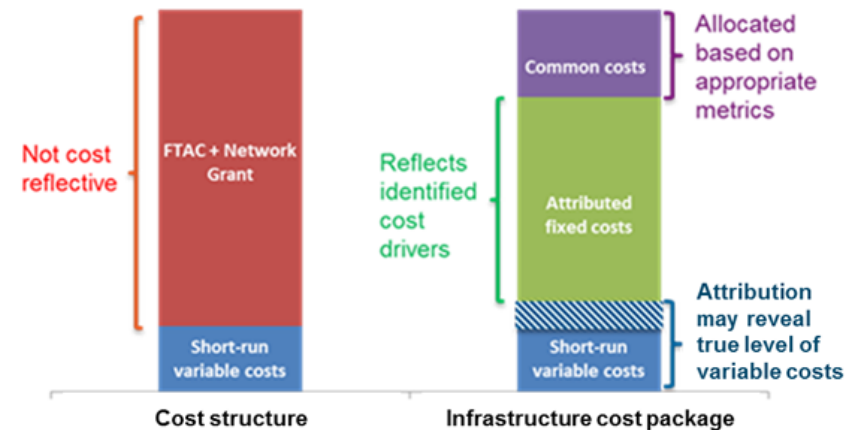 Not cost
reflective
FTAC + Network
Grant
Short-run
variable costs
Cost structure
Reflects
identified
cost
drivers
Common costs
Attributed
fixed costs
Short-run
variable costs
Infrastructure cost package
Allocated
based on
appropriate
metrics
Attribution
may reveal
true level of
variable costs